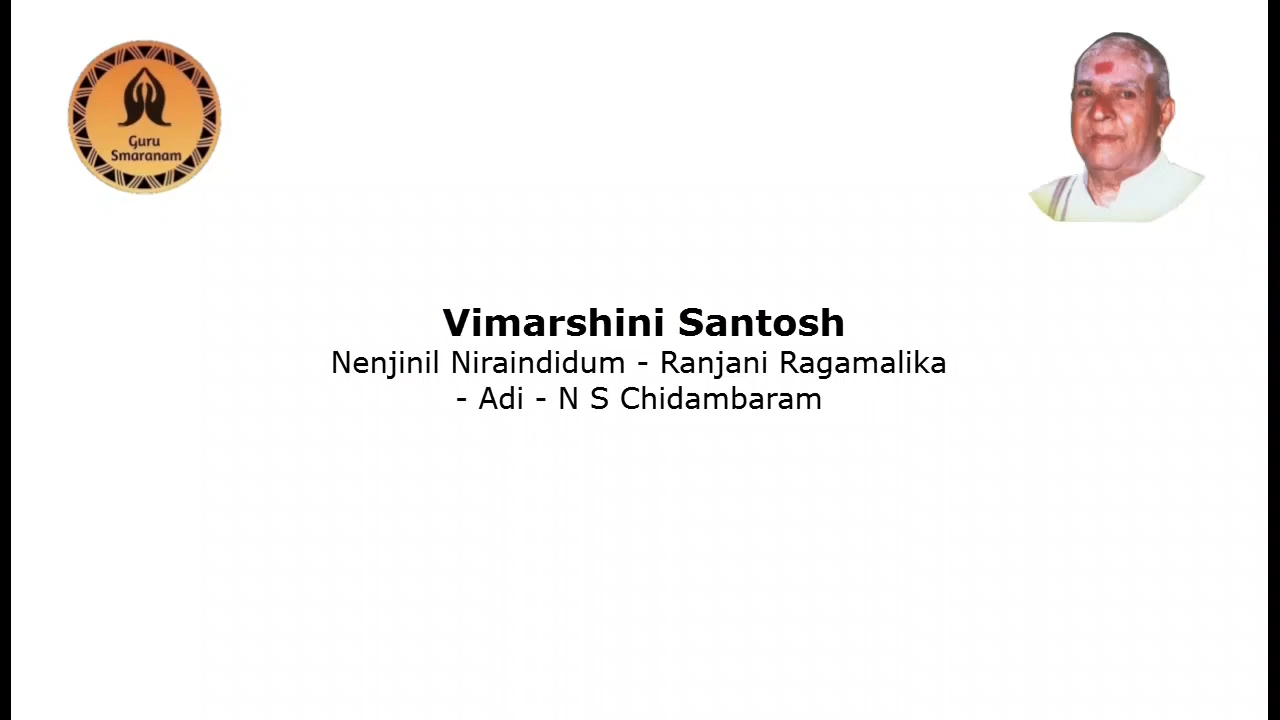 Guru
Smaranam
Vimarshini Santosh
Nenjinil Niraindidum - Ranjani Ragamalika
- Adi - N S Chidambaram